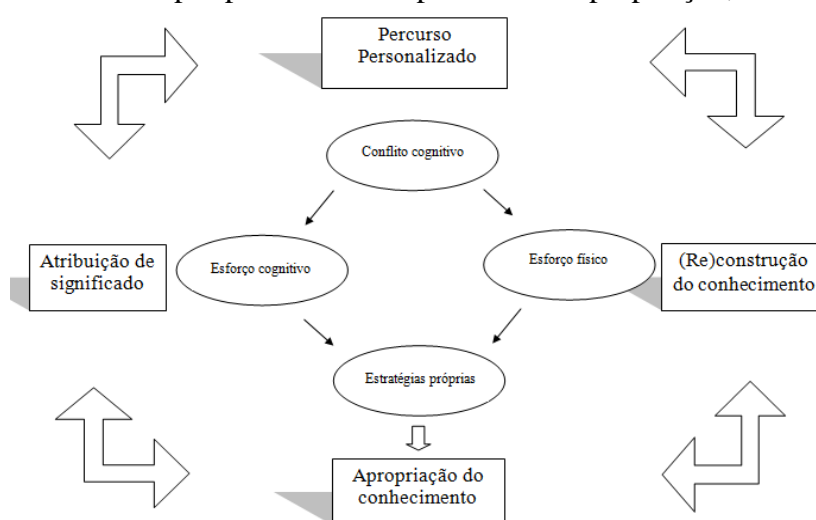 Percurso
Personalizado
Conflito cognitivo
Atribuição de
significado
Esforço cognitivo
Esforço físico
(Re)construção
do conhecimento
Estratégias próprias
Apropriação do
conhecimento